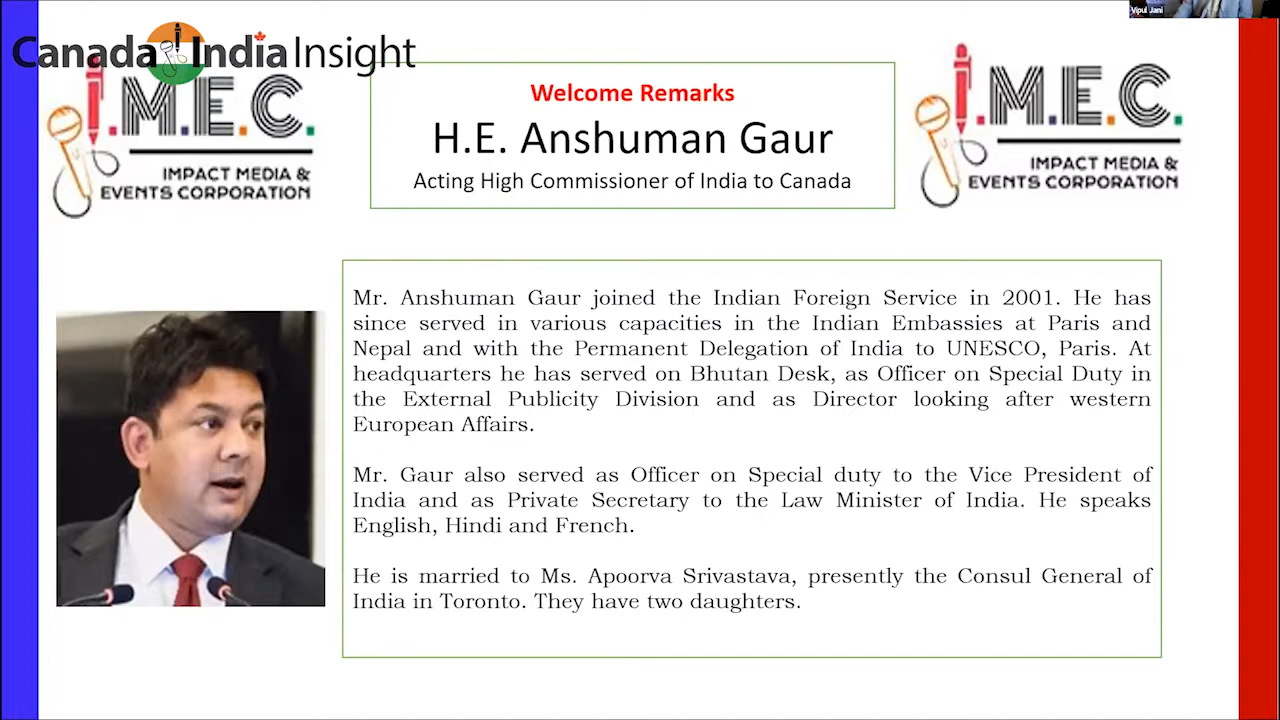 Vipul Jani
Canada India Insight
I.M.E.C.
IMPACT MEDIA &
EVENTS CORPORATION
Welcome Remarks
H.E. Anshuman Gaur
Acting High Commissioner of India to Canada
I.M.E.C.
IMPACT MEDIA &
EVENTS CORPORATION
Mr. Anshuman Gaur joined the Indian Foreign Service in 2001. He has
since served in various capacities in the Indian Embassies at Paris and
Nepal and with the Permanent Delegation of India to UNESCO, Paris. At
headquarters he has served on Bhutan Desk, as Officer on Special Duty in
the External Publicity Division and as Director looking after western
European Affairs.
Mr. Gaur also served as Officer on Special duty to the Vice President of
India and as Private Secretary to the Law Minister of India. He speaks
English, Hindi and French.
He is married to Ms. Apoorva Srivastava, presently the Consul General of
India in Toronto. They have two daughters.